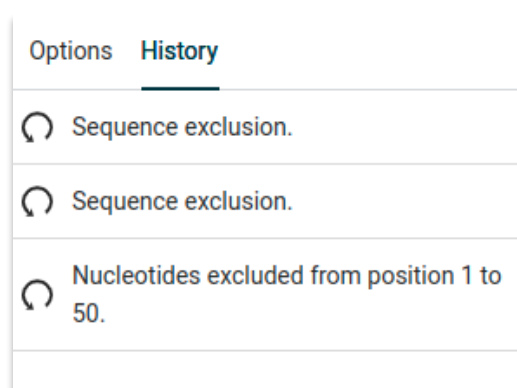 Options History
Sequence exclusion.
Sequence exclusion.
Nucleotides excluded from position 1 to
50.